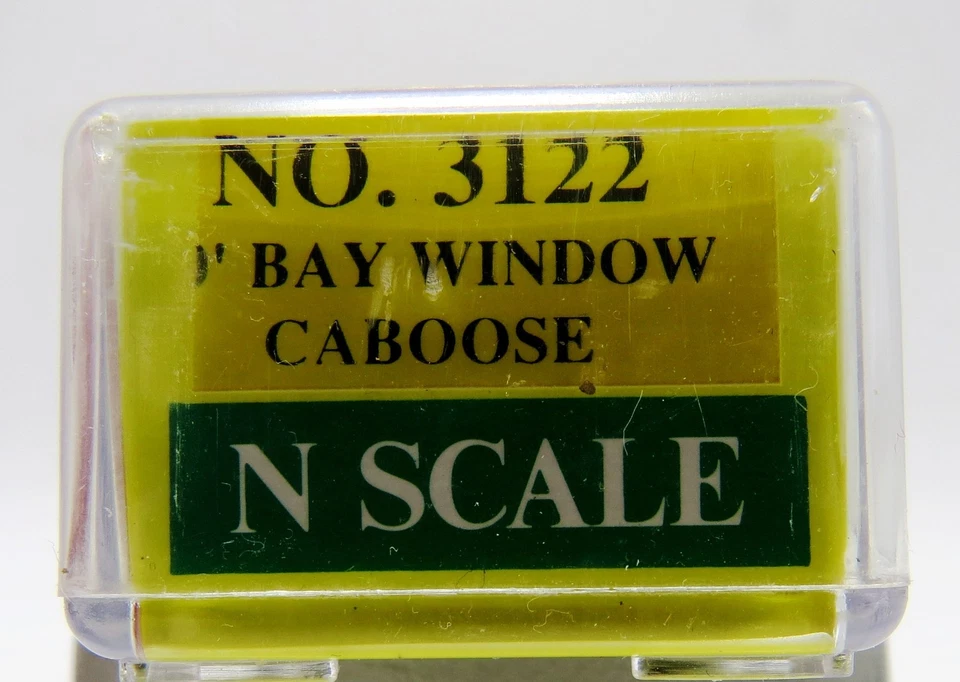 NO. 3122
' BAY WINDOW
CABOOSE
N SCALE